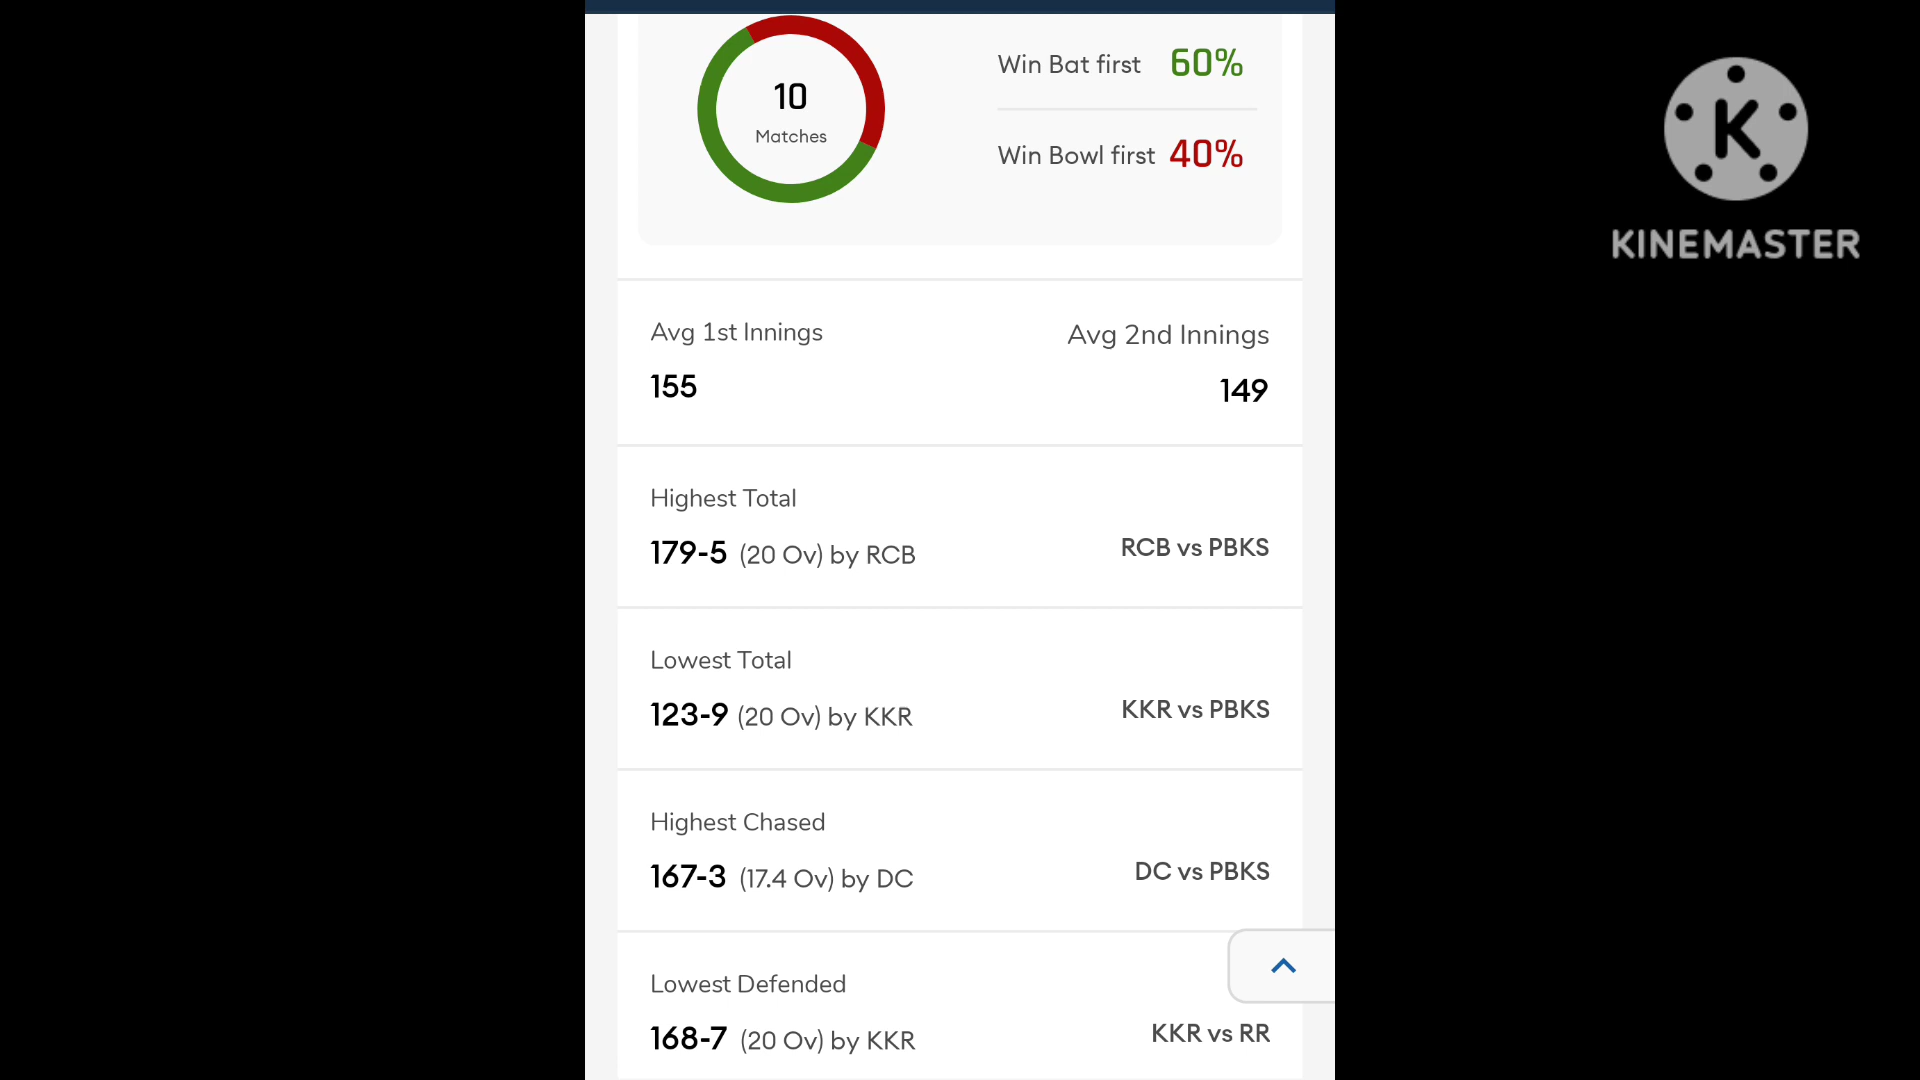 10
Matches
Win Bat first 60%
Win Bowl first 40%
K
KINEMASTER
Avg 1st Innings Avg 2nd Innings
155 149
Highest Total
179-5 (20 Ov) by RCB RCB vs PBKS
Lowest Total
123-9 (20 Ov) by KKR KKR vs PBKS
Highest Chased
167-3 (17.4 Ov) by DC DC vs PBKS
Lowest Defended
168-7 (20 Ov) by KKR KKR vs RR